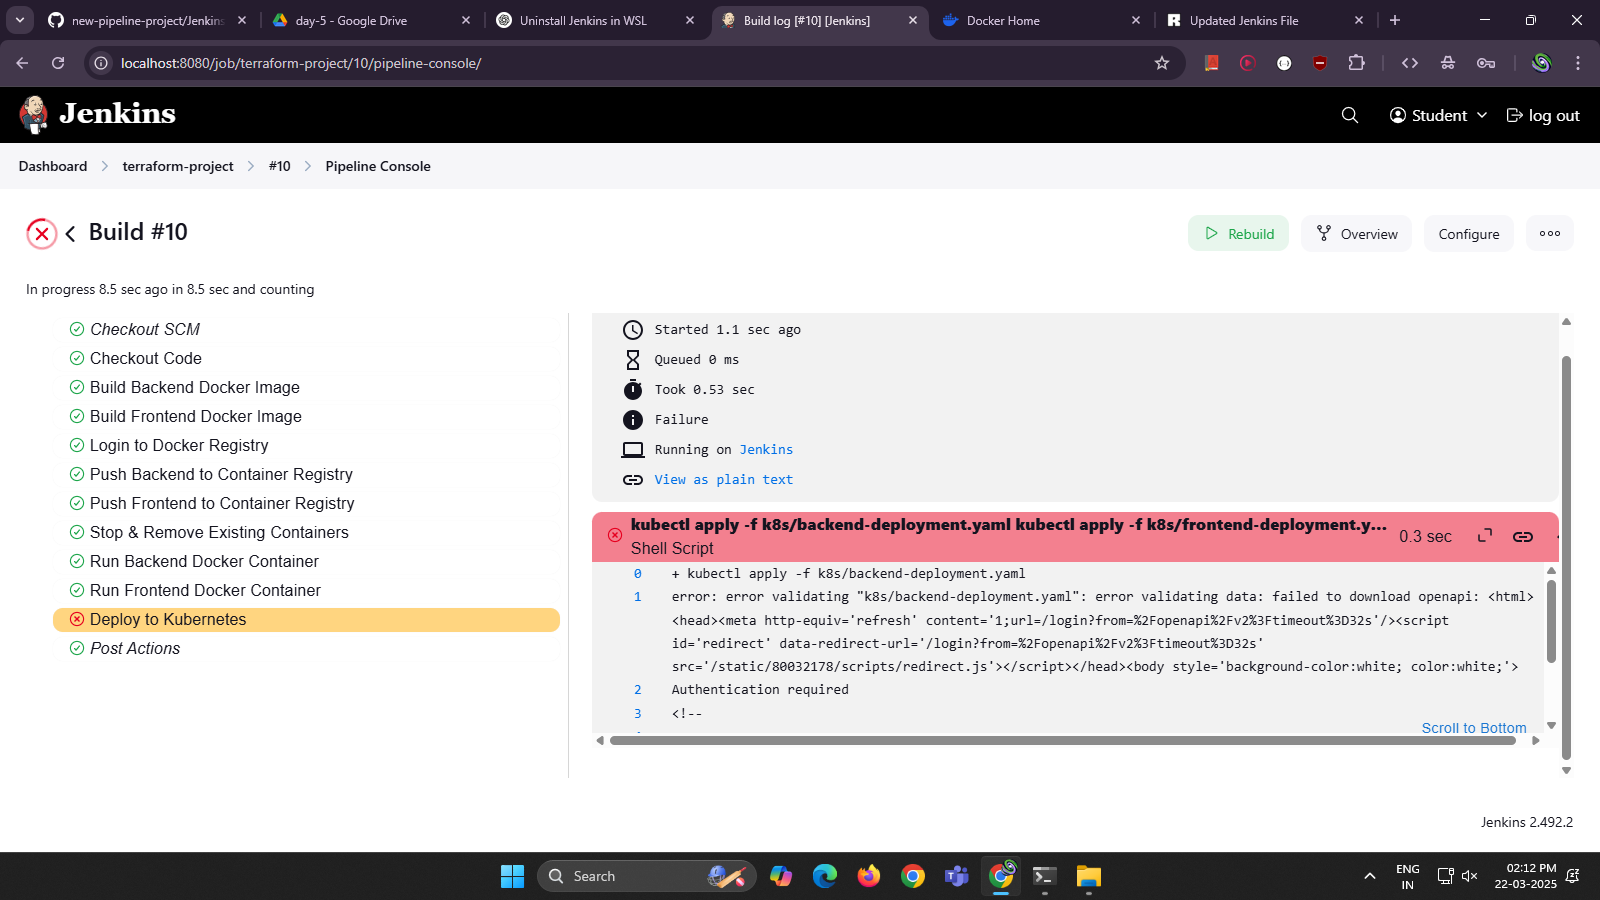 new-pipeline-project/Jenkins
day-5 - Google Drive
Uninstall Jenkins in WSL
Build log [#10] [Jenkins]
Docker Home
Updated Jenkins File
localhost:8080/job/terraform-project/10/pipeline-console/
Jenkins
Student
log out
Dashboard
terraform-project
#10
Pipeline Console
Build #10
Rebuild
Overview
Configure
In progress 8.5 sec ago in 8.5 sec and counting
Checkout SCM
Checkout Code
Build Backend Docker Image
Build Frontend Docker Image
Login to Docker Registry
Push Backend to Container Registry
Push Frontend to Container Registry
Stop & Remove Existing Containers
Run Backend Docker Container
Run Frontend Docker Container
Deploy to Kubernetes
Post Actions
Started 1.1 sec ago
Queued 0 ms
Took 0.53 sec
Failure
Running on Jenkins
View as plain text
kubectl apply -f k8s/backend-deployment.yaml kubectl apply -f k8s/frontend-deployment.y...
Shell Script
0.3 sec
0 + kubectl apply -f k8s/backend-deployment.yaml
1 error: error validating "k8s/backend-deployment.yaml": error validating data: failed to download openapi: <html>
<head><meta http-equiv='refresh' content='1;url=/login?from=%2Fopenapi%2Fv2%3Ftimeout%3D32s'/><script
id='redirect' data-redirect-url='/login?from=%2Fopenapi%2Fv2%3Ftimeout%3D32s'
src='/static/80032178/scripts/redirect.js'></script></head><body style='background-color:white; color:white;'>
2 Authentication required
3 <!--
Scroll to Bottom
Jenkins 2.492.2
Search
ENG
IN
02:12 PM
22-03-2025